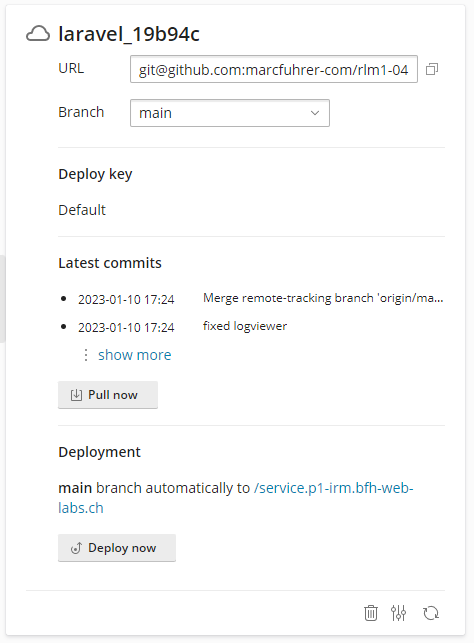 laravel_19b94c
URL git@github.com:marcfuhrer-com/rlm1-04
Branch main
Deploy key
Default
Latest commits
2023-01-10 17:24 Merge remote-tracking branch 'origin/ma...
2023-01-10 17:24 fixed logviewer
show more
Pull now
Deployment
main branch automatically to /service.p1-irm.bfh-web-
labs.ch
Deploy now